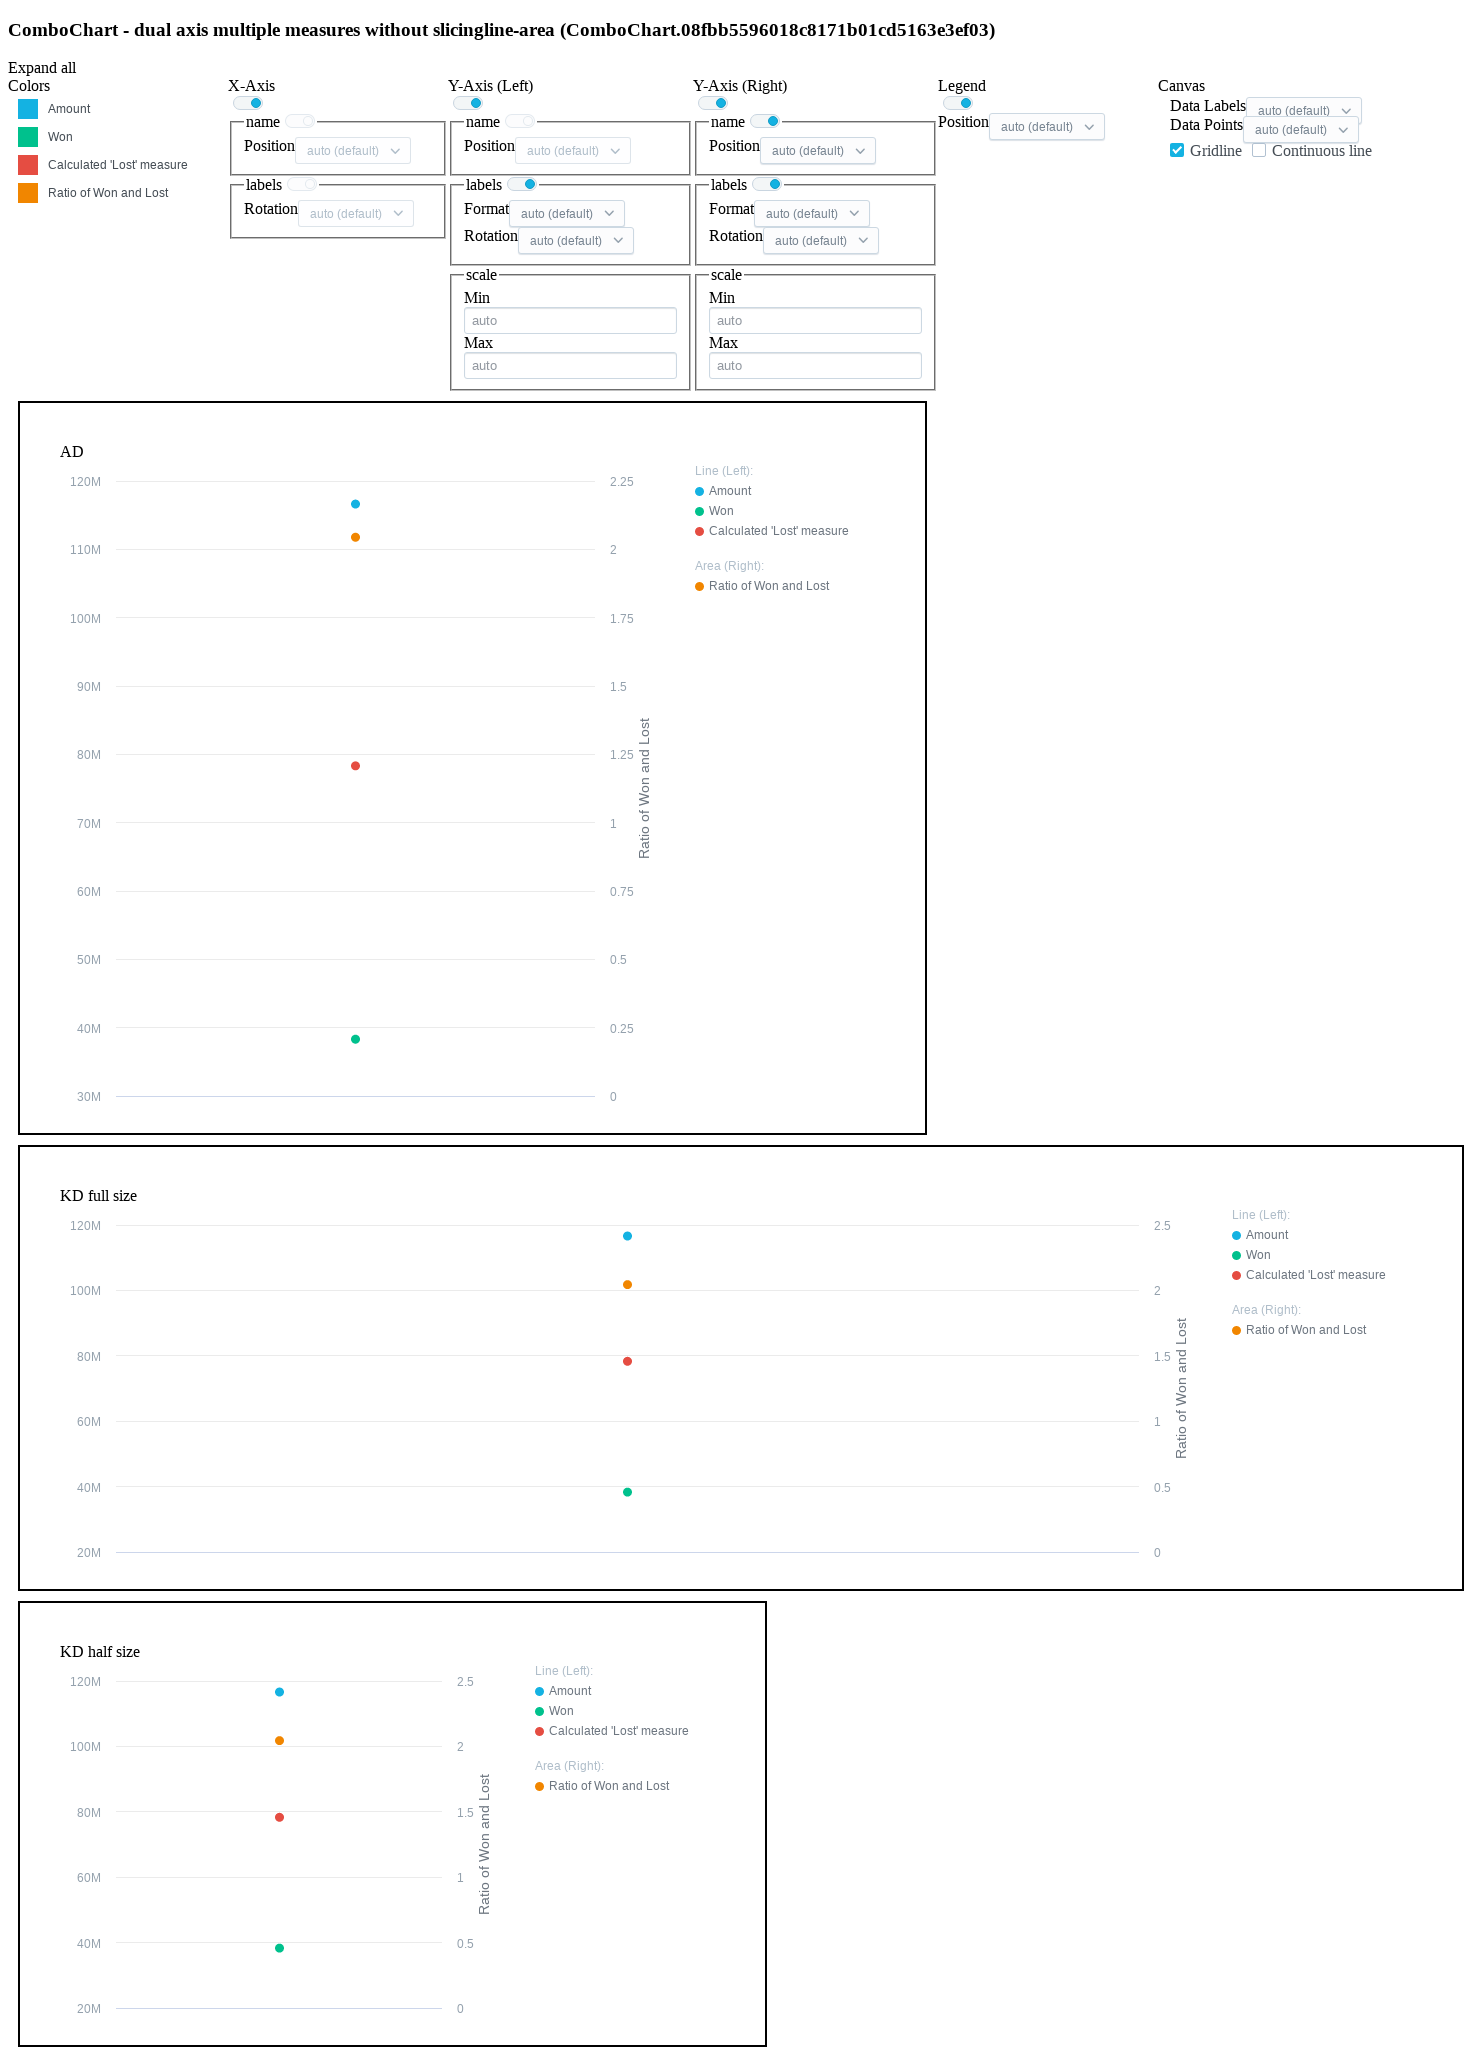 ComboChart - dual axis multiple measures without slicingline-area (ComboChart.08fbb5596018c8171b01cd5163e3ef03)
Expand all
Colors
Amount
Won
Calculated 'Lost' measure
Ratio of Won and Lost
X-Axis
name
Position auto (default)
labels
Rotation auto (default)
Y-Axis (Left)
name
Position auto (default)
labels
Format auto (default)
Rotation auto (default)
scale
Min
auto
Max
auto
Y-Axis (Right)
name
Position auto (default)
labels
Format auto (default)
Rotation auto (default)
scale
Min
auto
Max
auto
Legend
Position auto (default)
Canvas
Data Labels auto (default)
Data Points auto (default)
Gridline Continuous line
AD
120M
110M
100M
90M
80M
70M
60M
50M
40M
30M
2.25
2
1.75
1.5
1.25
1
0.75
0.5
0.25
0
Ratio of Won and Lost
Line (Left):
Amount
Won
Calculated 'Lost' measure
Area (Right):
Ratio of Won and Lost
KD full size
120M
100M
80M
60M
40M
20M
2.5
2
1.5
1
0.5
0
Ratio of Won and Lost
Line (Left):
Amount
Won
Calculated 'Lost' measure
Area (Right):
Ratio of Won and Lost
KD half size
120M
100M
80M
60M
40M
20M
2.5
2
1.5
1
0.5
0
Ratio of Won and Lost
Line (Left):
Amount
Won
Calculated 'Lost' measure
Area (Right):
Ratio of Won and Lost